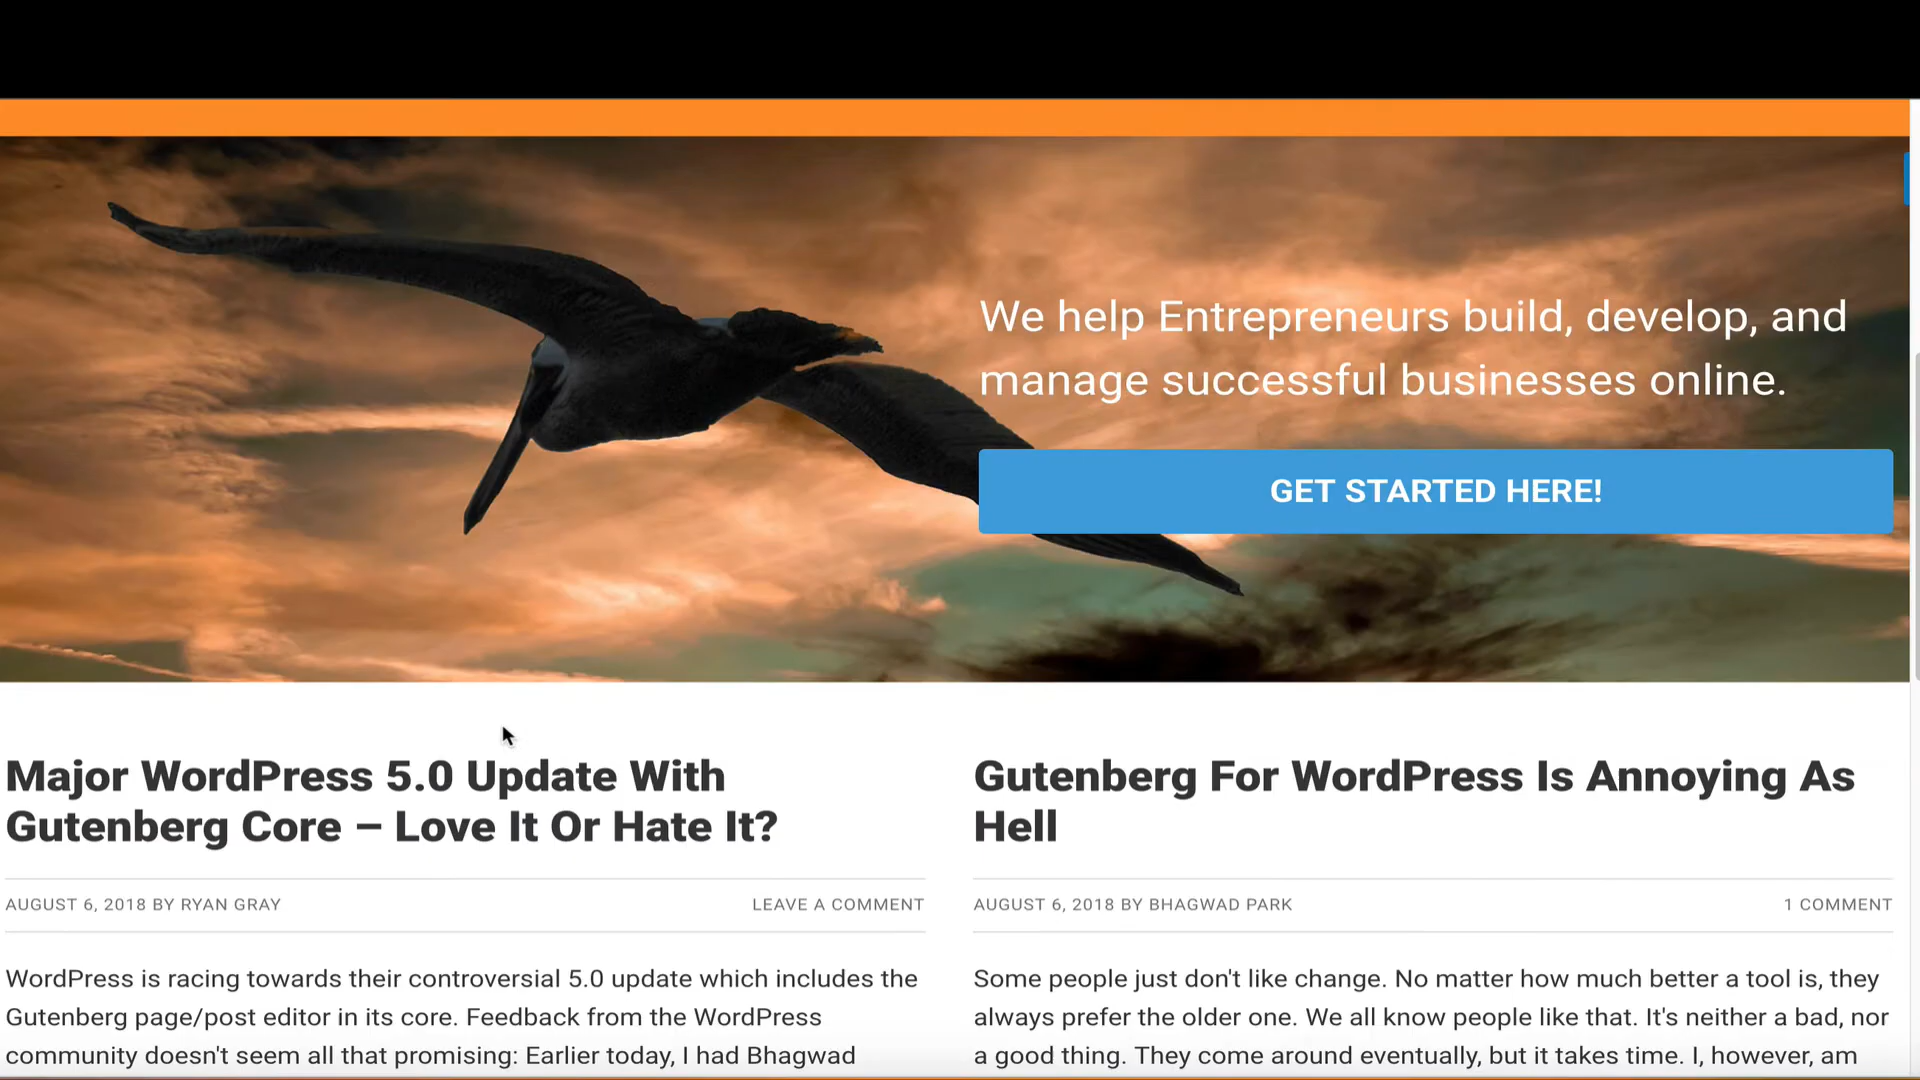 We help Entrepreneurs build, develop, and
manage successful businesses online.
GET STARTED HERE!
Major WordPress 5.0 Update With
Gutenberg Core – Love It Or Hate It?
AUGUST 6, 2018 BY RYAN GRAY
LEAVE A COMMENT
WordPress is racing towards their controversial 5.0 update which includes the
Gutenberg page/post editor in its core. Feedback from the WordPress
community doesn't seem all that promising: Earlier today, I had Bhagwad
Gutenberg For WordPress Is Annoying As
Hell
AUGUST 6, 2018 BY BHAGWAD PARK
1 COMMENT
Some people just don't like change. No matter how much better a tool is, they
always prefer the older one. We all know people like that. It's neither a bad, nor
a good thing. They come around eventually, but it takes time. I, however, am